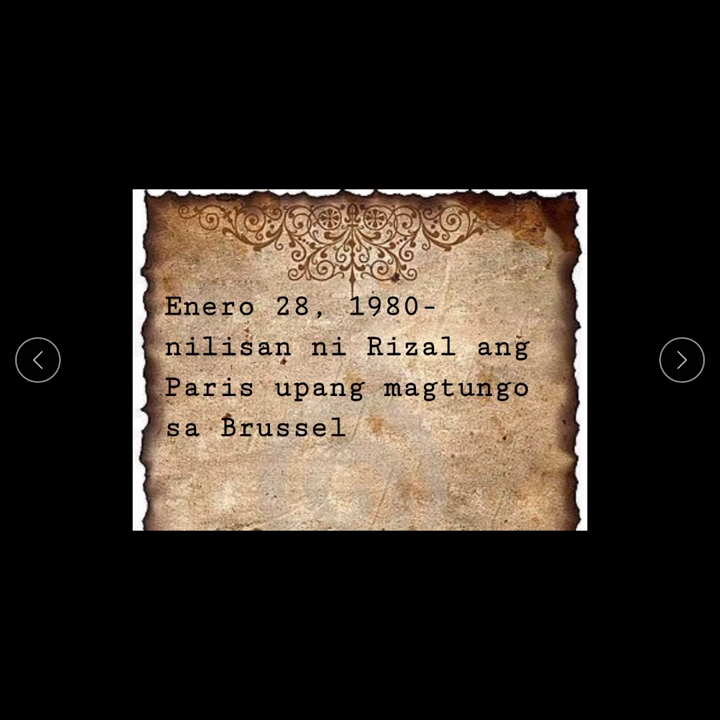 Enero 28, 1980-
nilisan ni Rizal ang
Paris upang magtungo
sa Brussel